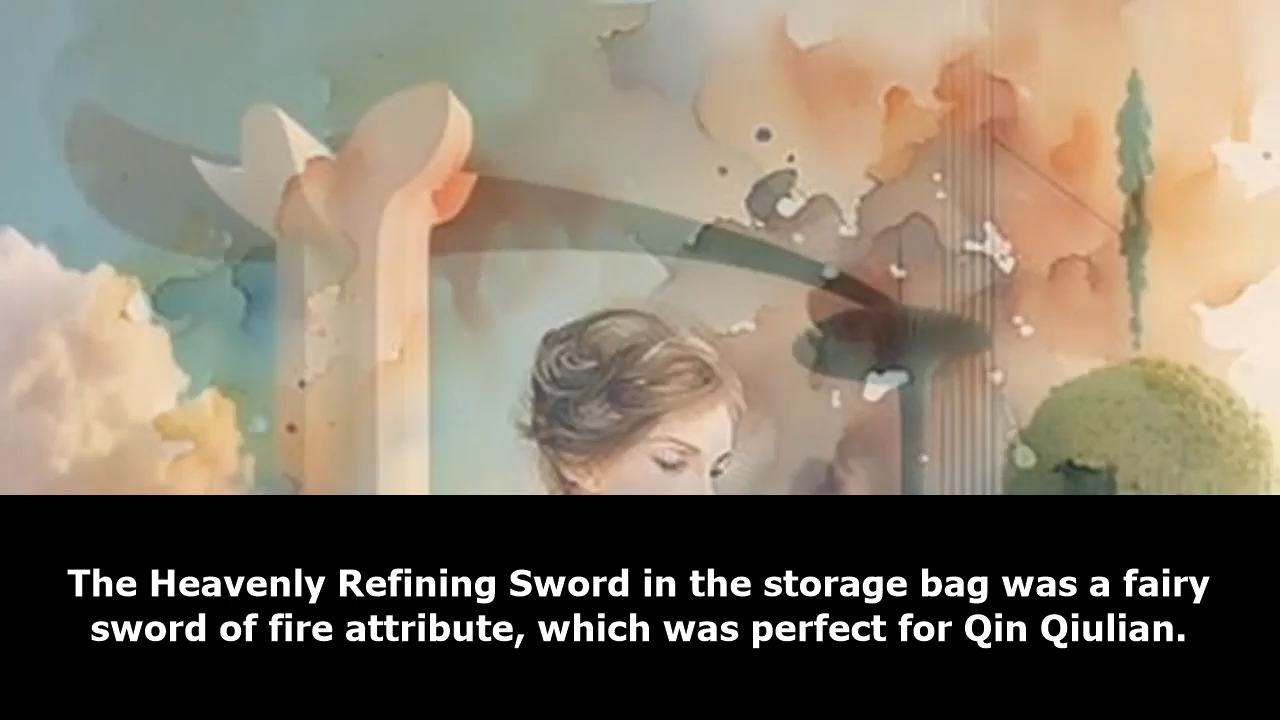 The Heavenly Refining Sword in the storage bag was a fairy
sword of fire attribute, which was perfect for Qin Qiulian.